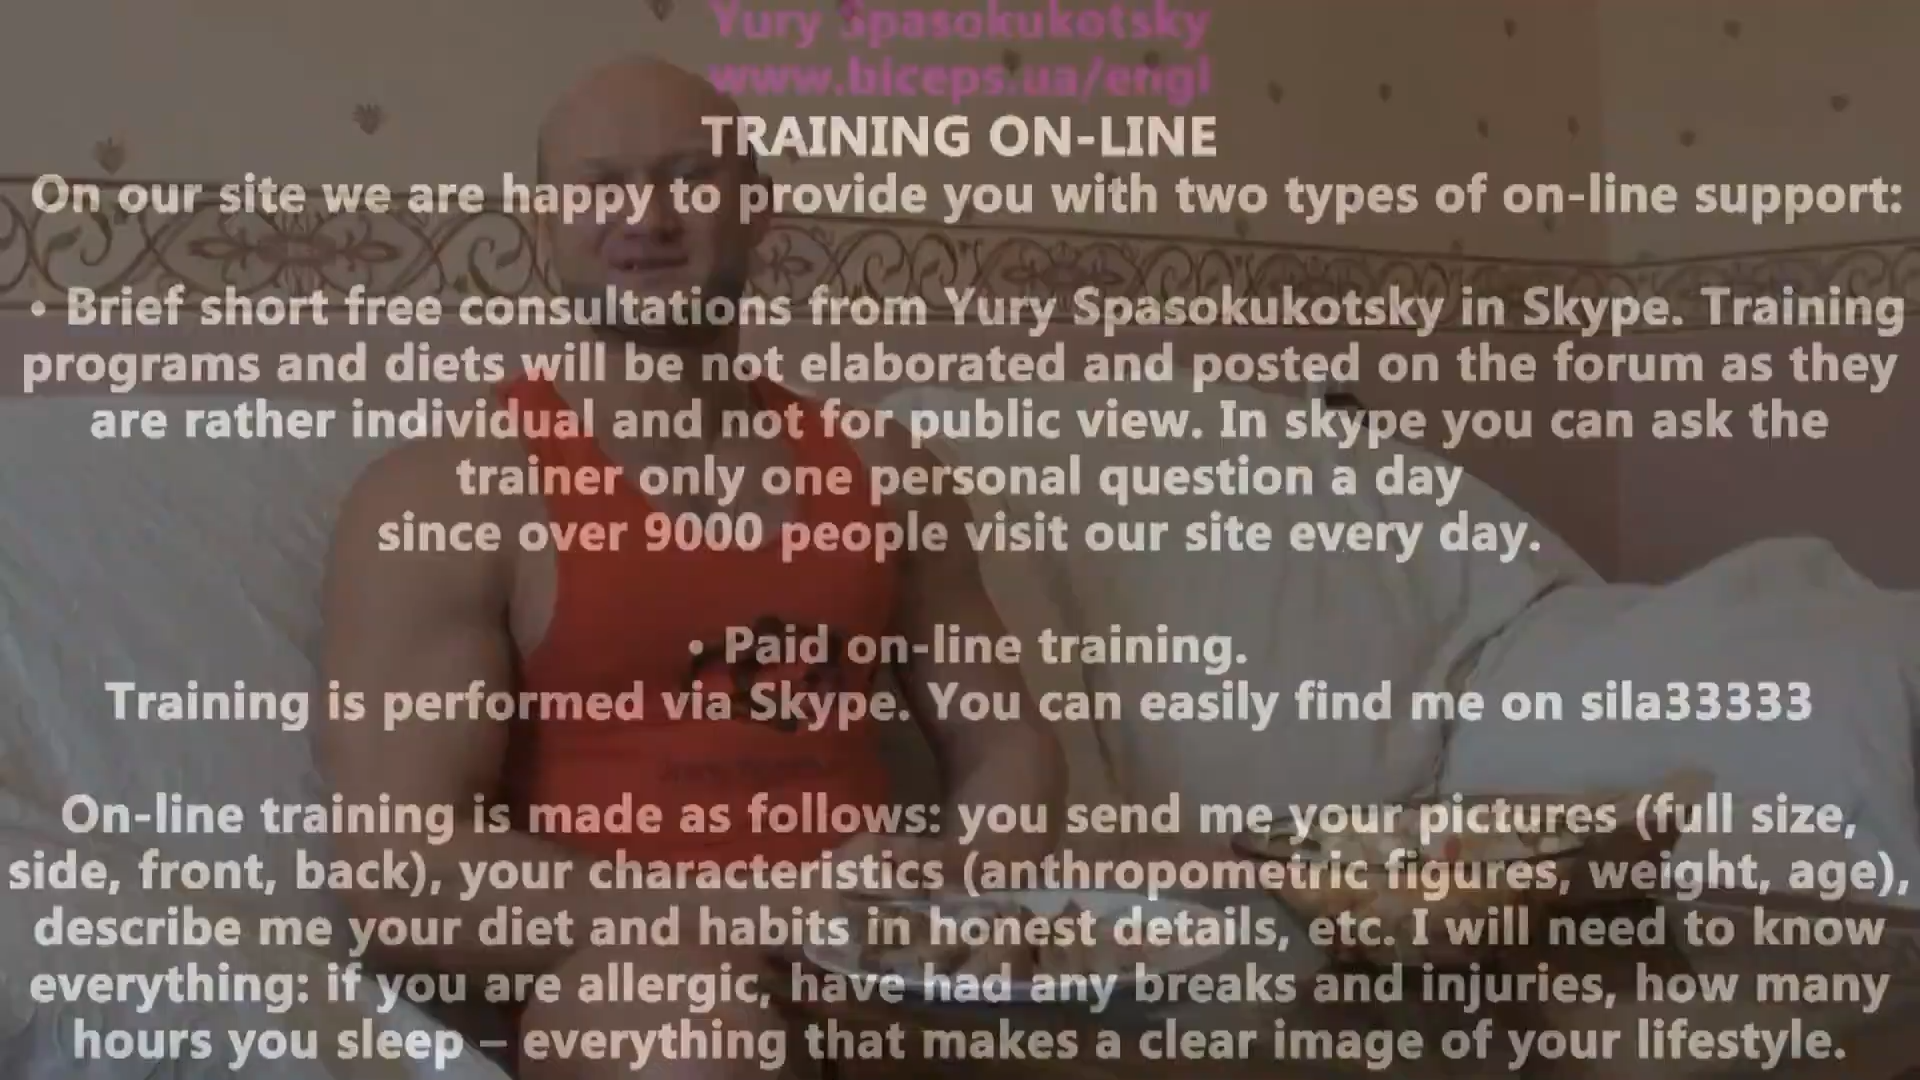 Yury Spasokukotsky
www.biceps.ua/engl
TRAINING ON-LINE
On our site we are happy to provide you with two types of on-line support:
• Brief short free consultations from Yury Spasokukotsky in Skype. Training
programs and diets will be not elaborated and posted on the forum as they
are rather individual and not for public view. In skype you can ask the
trainer only one personal question a day
since over 9000 people visit our site every day.
• Paid on-line training.
Training is performed via Skype. You can easily find me on sila33333
On-line training is made as follows: you send me your pictures (full size,
side, front, back), your characteristics (anthropometric figures, weight, age),
describe me your diet and habits in honest details, etc. I will need to know
everything: if you are allergic, have had any breaks and injuries, how many
hours you sleep – everything that makes a clear image of your lifestyle.